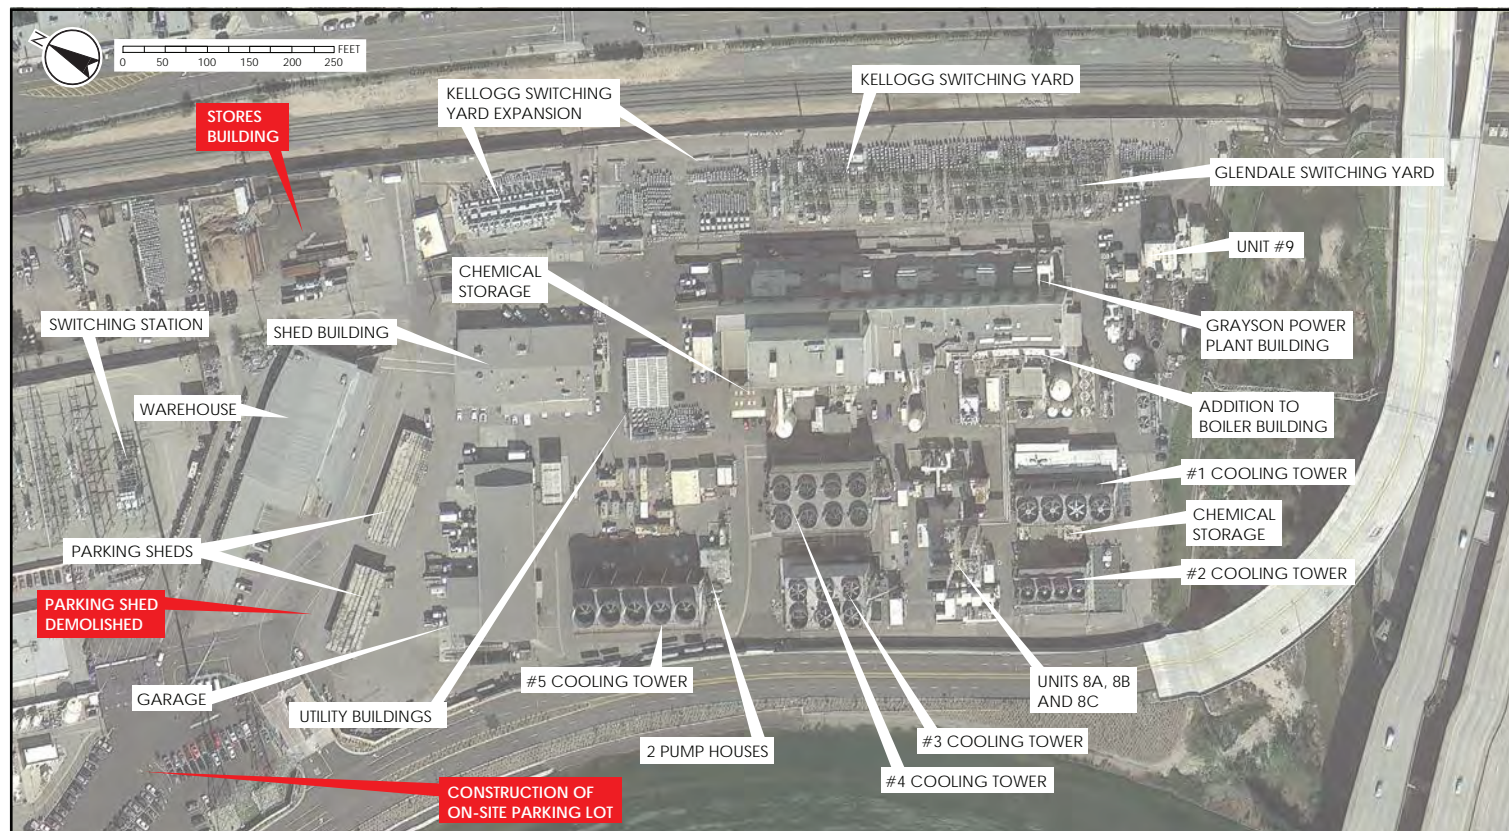 N
FEET
0 50 100 150 200 250
KELLOGG SWITCHING
YARD EXPANSION
KELLOGG SWITCHING YARD
STORES
BUILDING
GLENDALE SWITCHING YARD
UNIT #9
CHEMICAL
STORAGE
SWITCHING STATION
SHED BUILDING
GRAYSON POWER
PLANT BUILDING
WAREHOUSE
ADDITION TO
BOILER BUILDING
#1 COOLING TOWER
CHEMICAL
STORAGE
PARKING SHEDS
#2 COOLING TOWER
PARKING SHED
DEMOLISHED
GARAGE
#5 COOLING TOWER
UNITS 8A, 8B
AND 8C
UTILITY BUILDINGS
2 PUMP HOUSES
#3 COOLING TOWER
#4 COOLING TOWER
CONSTRUCTION OF
ON-SITE PARKING LOT